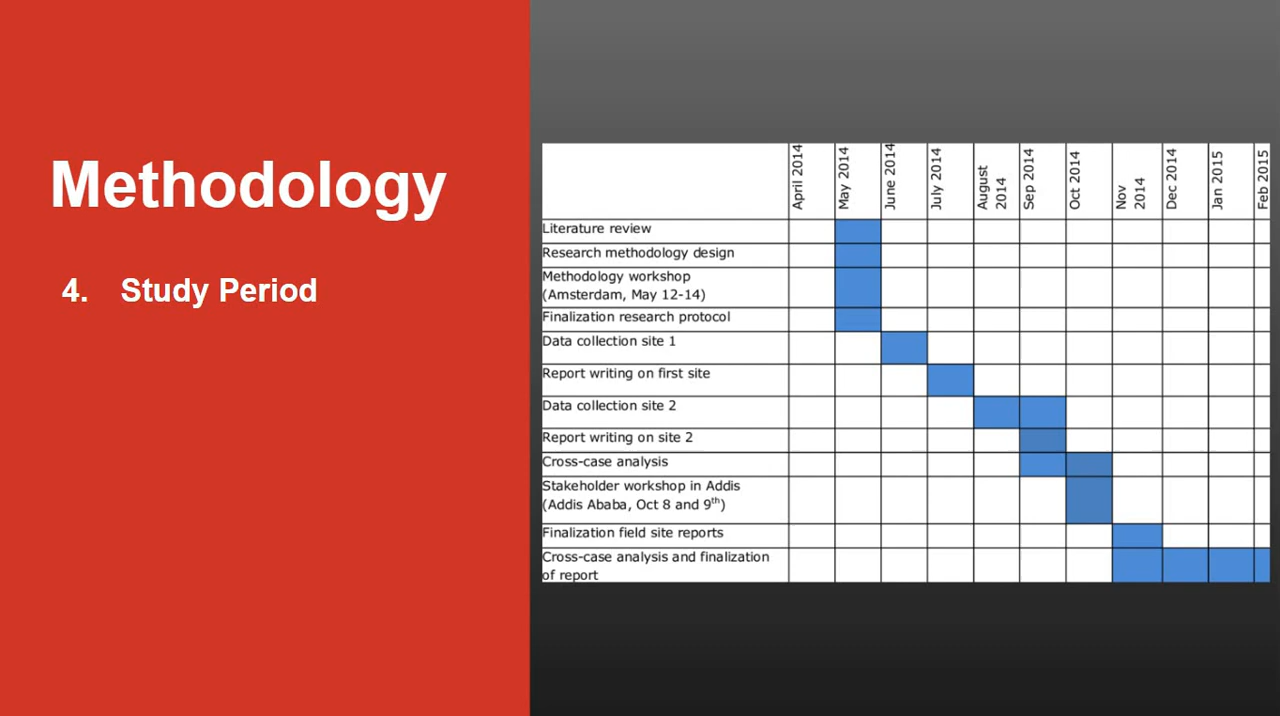 Methodology
4. Study Period
April 2014
May 2014
June 2014
July 2014
August
2014
Sep 2014
Oct 2014
Nov
2014
Dec 2014
Jan 2015
Feb 2015
Literature review
Research methodology design
Methodology workshop
(Amsterdam, May 12-14)
Finalization research protocol
Data collection site 1
Report writing on first site
Data collection site 2
Report writing on site 2
Cross-case analysis
Stakeholder workshop in Addis
(Addis Ababa, Oct 8 and 9th)
Finalization field site reports
Cross-case analysis and finalization
of report